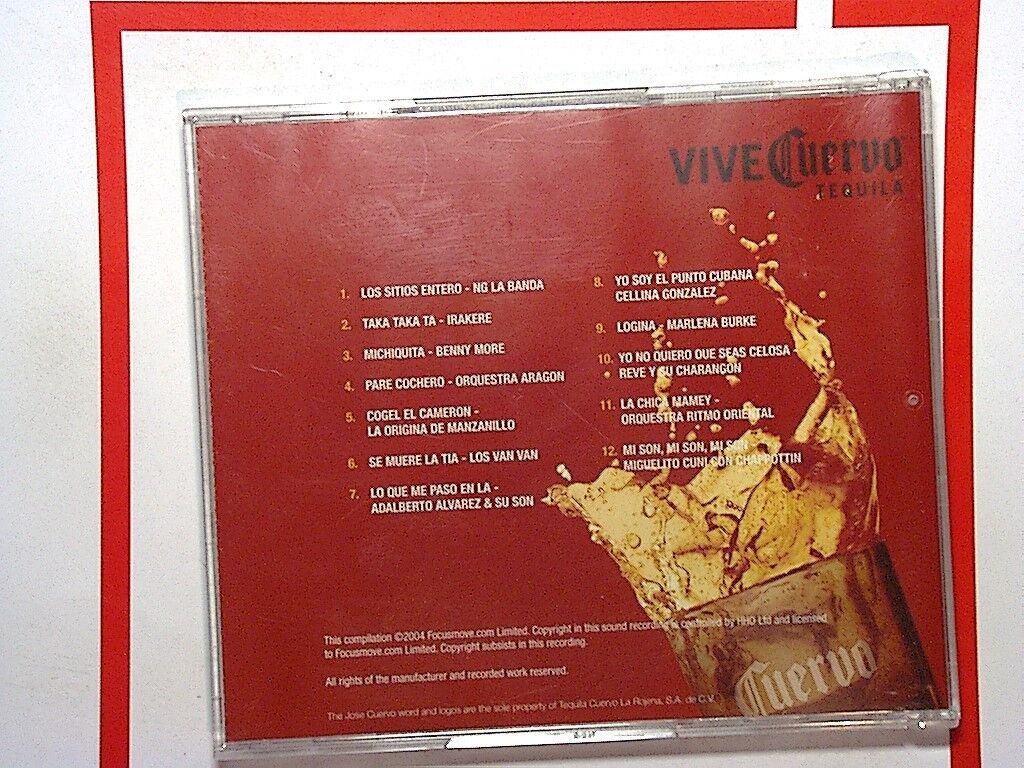 VIVE Cuervo
TEQUILA
1. LOS SITIOS ENTERO - NG LA BANDA
2. TAKA TAKA TA - IRAKERE
3. MICHIQUITA - BENNY MORE
4. PARE COCHERO - ORQUESTRA ARAGON
5. COGEL EL CAMERON -
LA ORIGINA DE MANZANILLO
6. SE MUERE LA TIA - LOS VAN VAN
7. LO QUE ME PASO EN LA -
ADALBERTO ALVAREZ & SU SON
8. YO SOY EL PUNTO CUBANA -
CELLINA GONZALEZ
9. LOGINA - MARLENA BURKE
10. YO NO QUIERO QUE SEAS CELOSA -
REVE Y SU CHARANGON
11. LA CHICA MAMEY -
ORQUESTRA RITMO ORIENTAL
12. MI SON, MI SON, MI SON
MIGUELITO CUNI CON CHAPPOTTIN
This compilation ©2004 Focusmove.com Limited. Copyright in this sound recording is controlled by HHO Ltd and licensed
to Focusmove.com Limited. Copyright subsists in this recording.
All rights of the manufacturer and recorded work reserved.
The Jose Cuervo word and logos are the sole property of Tequila Cuervo La Rojena, S.A. de C.V.
Cuervo